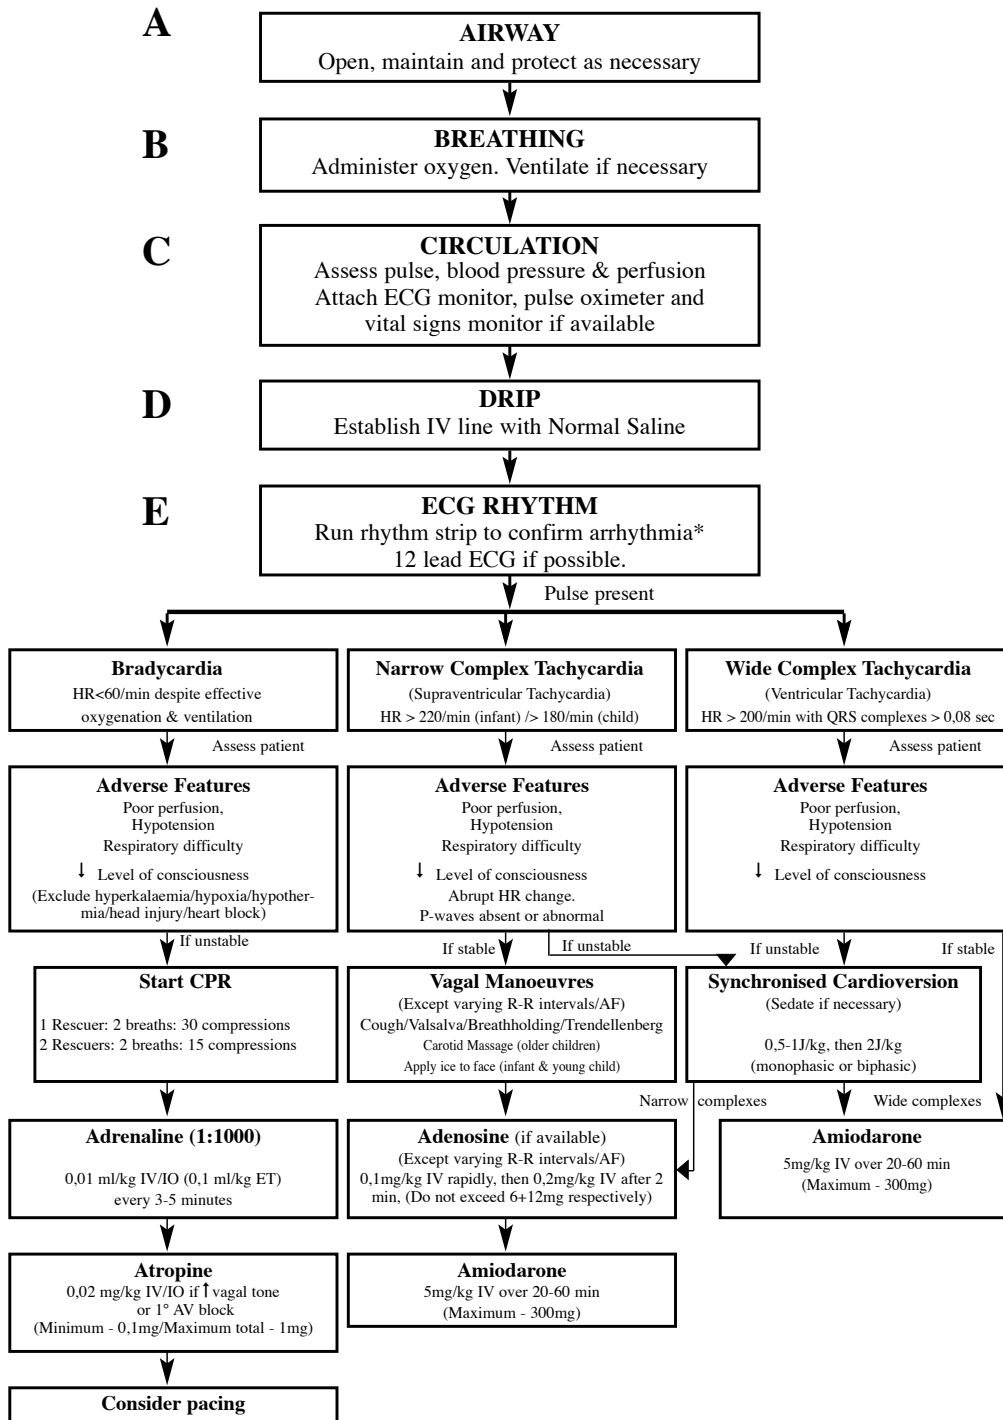 A
AIRWAY
Open, maintain and protect as necessary
B
BREATHING
Administer oxygen. Ventilate if necessary
C
CIRCULATION
Assess pulse, blood pressure & perfusion
Attach ECG monitor, pulse oximeter and
vital signs monitor if available
D
DRIP
Establish IV line with Normal Saline
E
ECG RHYTHM
Run rhythm strip to confirm arrhythmia*
12 lead ECG if possible.
Pulse present
Bradycardia
HR<60/min despite effective
oxygenation & ventilation
Assess patient
Adverse Features
Poor perfusion,
Hypotension
Respiratory difficulty
↓ Level of consciousness
(Exclude hyperkalaemia/hypoxia/hypother-
mia/head injury/heart block)
If unstable
Start CPR
1 Rescuer: 2 breaths: 30 compressions
2 Rescuers: 2 breaths: 15 compressions
Adrenaline (1:1000)
0,01 ml/kg IV/IO (0,1 ml/kg ET)
every 3-5 minutes
Atropine
0,02 mg/kg IV/IO if ↑ vagal tone
or 1° AV block
(Minimum - 0,1mg/Maximum total - 1mg)
Consider pacing
Narrow Complex Tachycardia
(Supraventricular Tachycardia)
HR > 220/min (infant) /> 180/min (child)
Assess patient
Adverse Features
Poor perfusion,
Hypotension
Respiratory difficulty
↓ Level of consciousness
Abrupt HR change.
P-waves absent or abnormal
If stable
If unstable
Vagal Manoeuvres
(Except varying R-R intervals/AF)
Cough/Valsalva/Breathholding/Trendellenberg
Carotid Massage (older children)
Apply ice to face (infant & young child)
Adenosine (if available)
(Except varying R-R intervals/AF)
0,1mg/kg IV rapidly, then 0,2mg/kg IV after 2
min, (Do not exceed 6+12mg respectively)
Amiodarone
5mg/kg IV over 20-60 min
(Maximum - 300mg)
Wide Complex Tachycardia
(Ventricular Tachycardia)
HR > 200/min with QRS complexes > 0,08 sec
Assess patient
Adverse Features
Poor perfusion,
Hypotension
Respiratory difficulty
↓ Level of consciousness
If unstable
If stable
Synchronised Cardioversion
(Sedate if necessary)
0,5-1J/kg, then 2J/kg
(monophasic or biphasic)
Narrow complexes
Wide complexes
Amiodarone
5mg/kg IV over 20-60 min
(Maximum - 300mg)